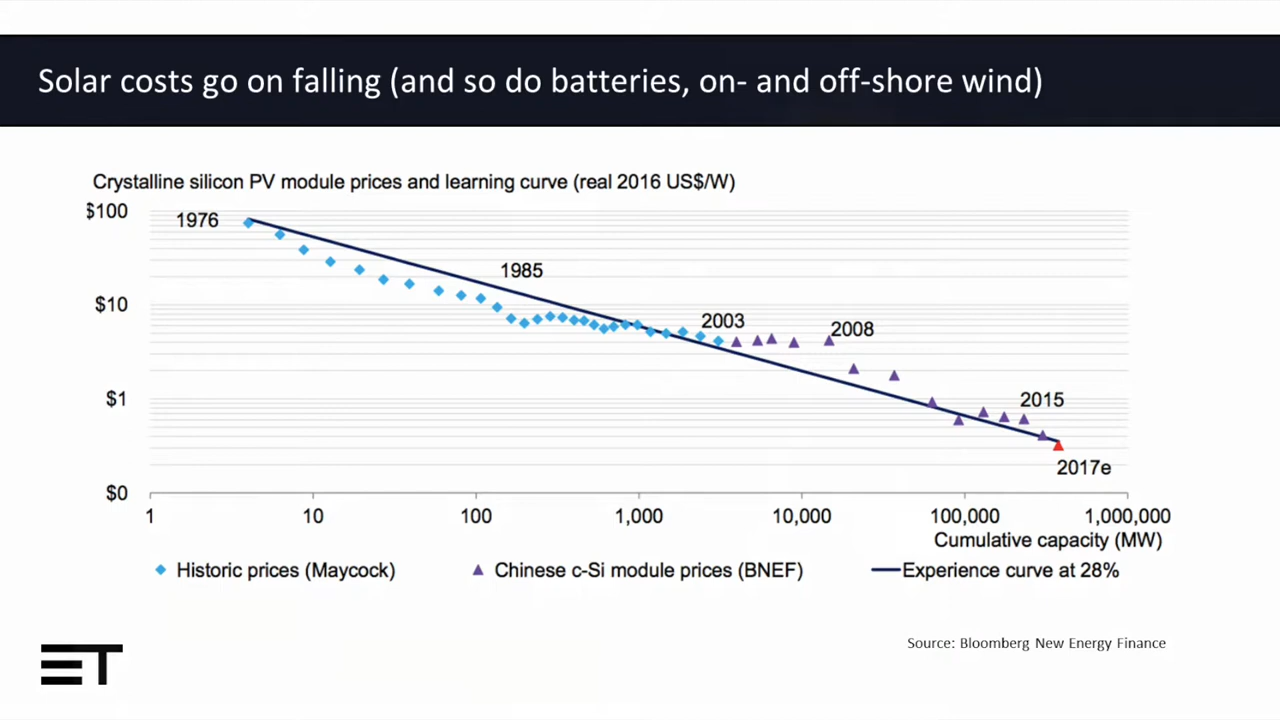 Solar costs go on falling (and so do batteries, on- and off-shore wind)
Crystalline silicon PV module prices and learning curve (real 2016 US$/W)
$100
1976
1985
$10
2003
2008
$1
2015
2017e
$0
1 10 100 1,000 10,000 100,000 1,000,000
Cumulative capacity (MW)
Historic prices (Maycock) Chinese c-Si module prices (BNEF) Experience curve at 28%
Source: Bloomberg New Energy Finance
ET